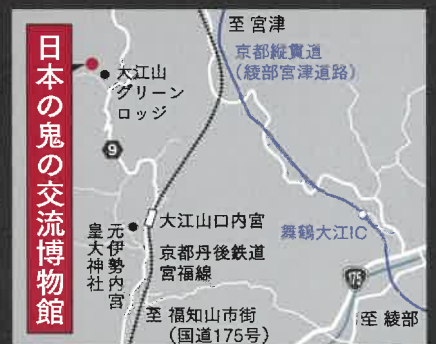 日本の鬼の交流博物館
至 宮津
京都縦貫道
(綾部宮津道路)
大江山
グリーン
ロッジ
9
大江山口内宮
元伊勢内宮
皇大神社
京都丹後鉄道
宮福線
舞鶴大江IC
175
至 綾部
至 福知山市街
(国道175号)